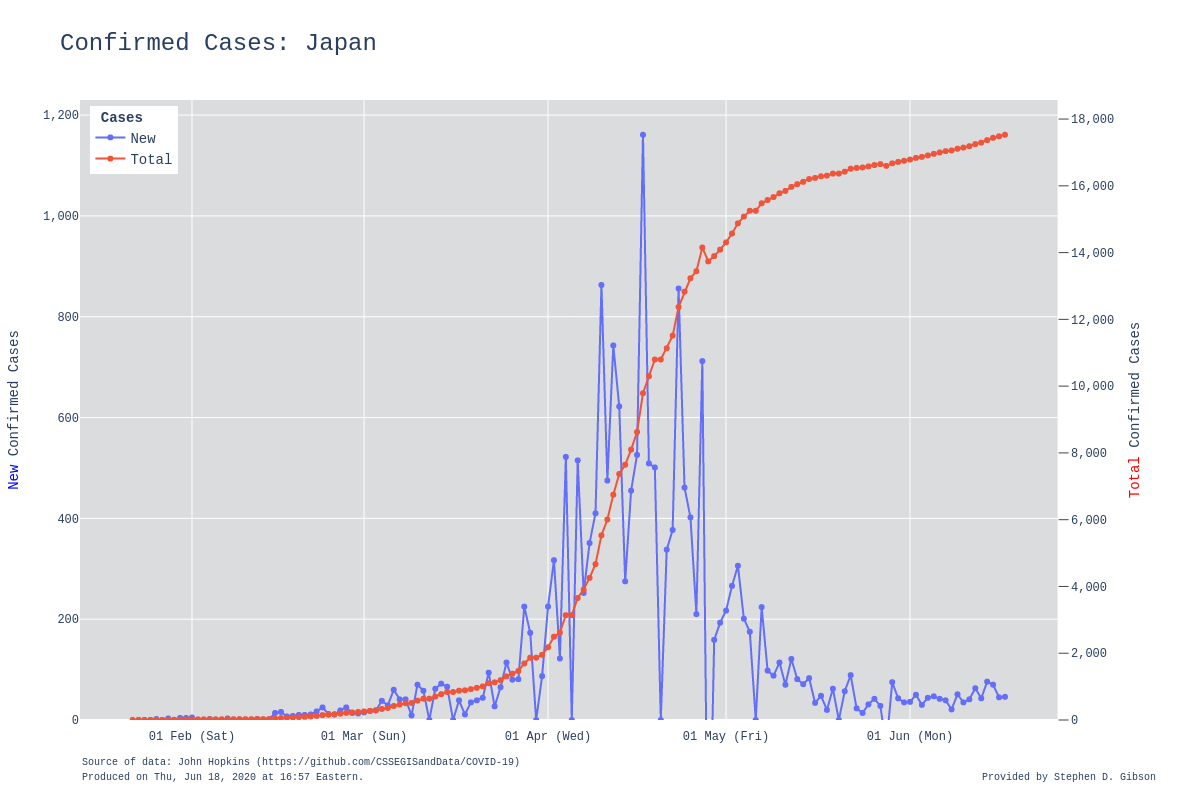 Confirmed Cases: Japan
Cases
New
Total
1,200
1,000
800
600
400
200
0
New Confirmed Cases
18,000
16,000
14,000
12,000
10,000
8,000
6,000
4,000
2,000
0
Total Confirmed Cases
01 Feb (Sat)
01 Mar (Sun)
01 Apr (Wed)
01 May (Fri)
01 Jun (Mon)
Source of data: John Hopkins (https://github.com/CSSEGISandData/COVID-19)
Produced on Thu, Jun 18, 2020 at 16:57 Eastern.
Provided by Stephen D. Gibson